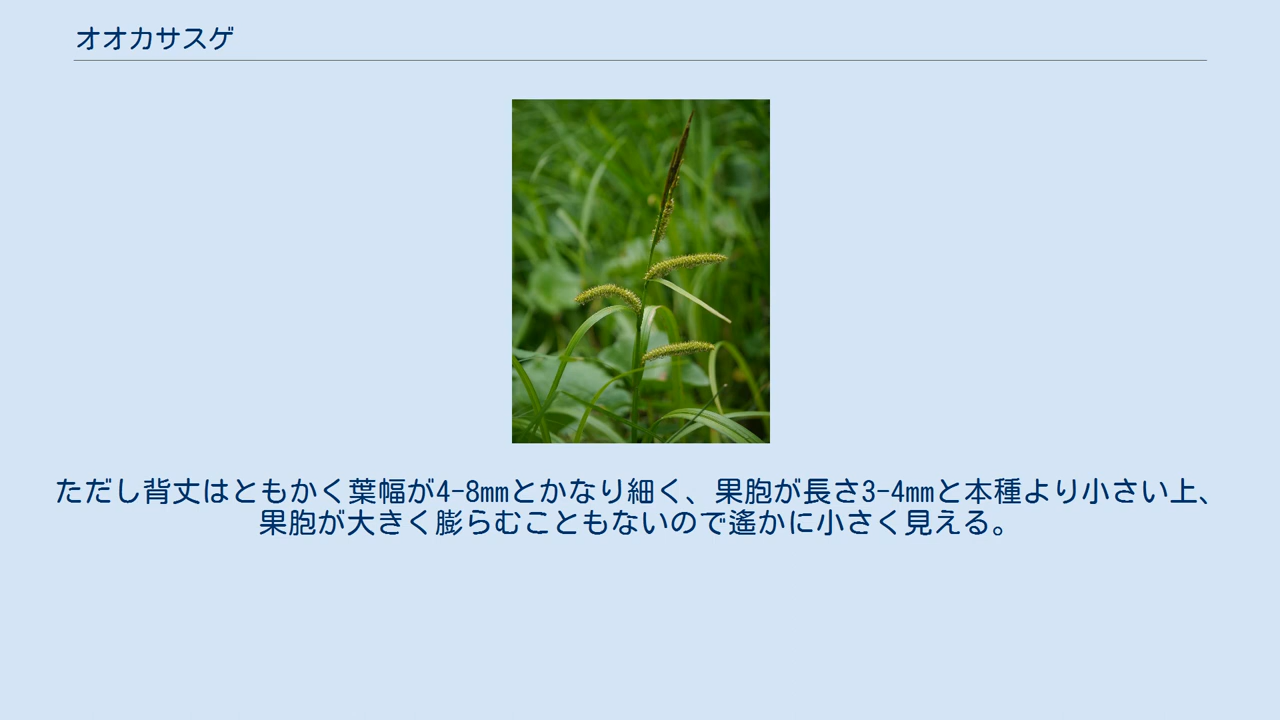 オオカサスゲ
ただし背丈はともかく葉幅が4-8mmとかなり細く、果胞が長さ3-4mmと本種より小さい上、
果胞が大きく膨らむこともないので遙かに小さく見える。